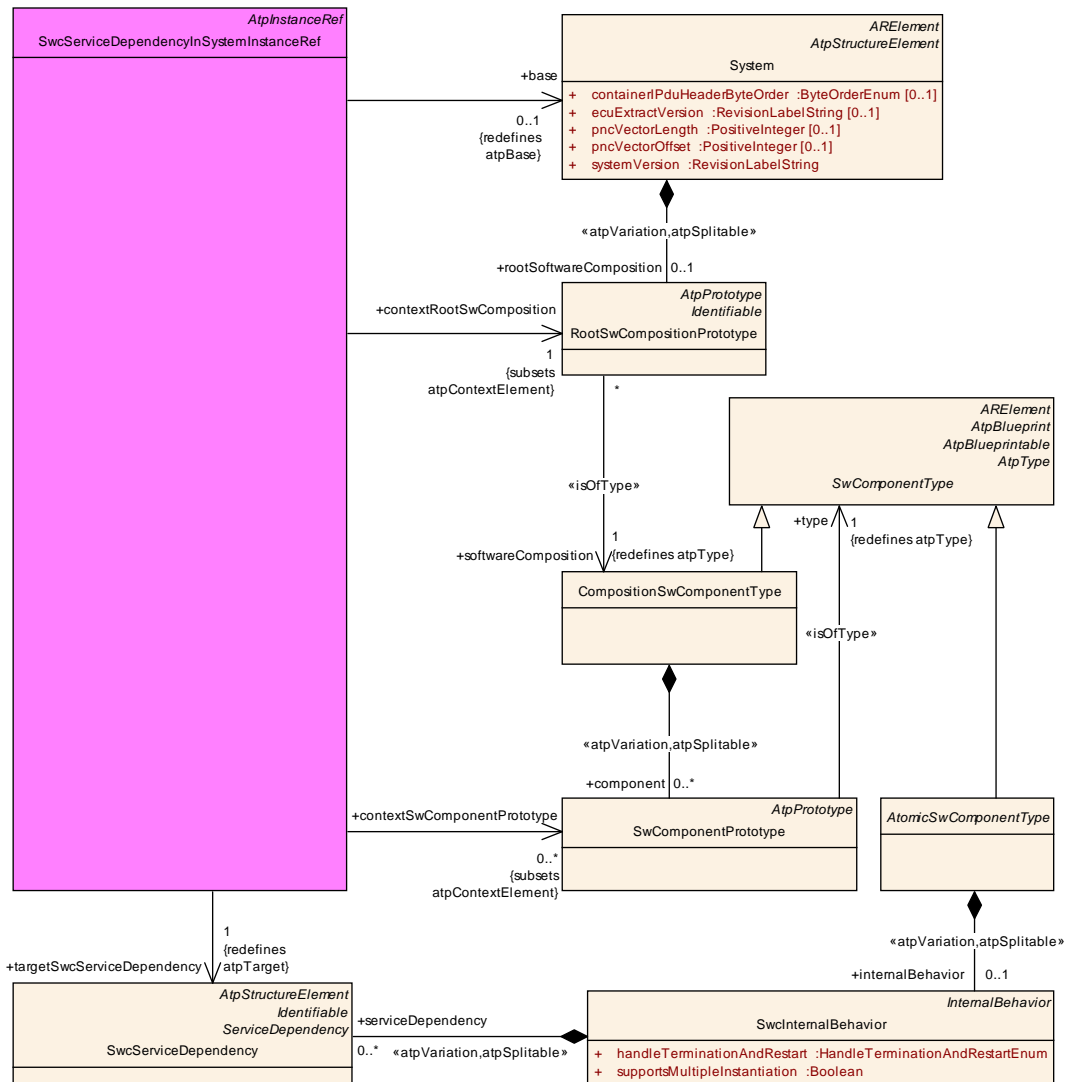 AtpInstanceRef
SwcServiceDependencyInSystemInstanceRef
ARElement
AtpStructureElement
System
+ containerIPduHeaderByteOrder :ByteOrderEnum [0..1]
+ ecuExtractVersion :RevisionLabelString [0..1]
+ pncVectorLength :PositiveInteger [0..1]
+ pncVectorOffset :PositiveInteger [0..1]
+ systemVersion :RevisionLabelString
+base
0..1
{redefines
atpBase}
«atpVariation,atpSplitable»
+rootSoftwareComposition 0..1
AtpPrototype
Identifiable
RootSwCompositionPrototype
+contextRootSwComposition
1
{subsets
atpContextElement}
*
ARElement
AtpBlueprint
AtpBlueprintable
AtpType
SwComponentType
«isOfType»
+type 1
{redefines atpType}
1
+softwareComposition {redefines atpType}
CompositionSwComponentType
«isOfType»
«atpVariation,atpSplitable»
+component 0..*
AtpPrototype
SwComponentPrototype
+contextSwComponentPrototype
0..*
{subsets
atpContextElement}
AtomicSwComponentType
«atpVariation,atpSplitable»
+internalBehavior 0..1
1
{redefines
+targetSwcServiceDependency atpTarget}
AtpStructureElement
Identifiable
ServiceDependency
SwcServiceDependency
+serviceDependency
0..* «atpVariation,atpSplitable»
InternalBehavior
SwcInternalBehavior
+ handleTerminationAndRestart :HandleTerminationAndRestartEnum
+ supportsMultipleInstantiation :Boolean